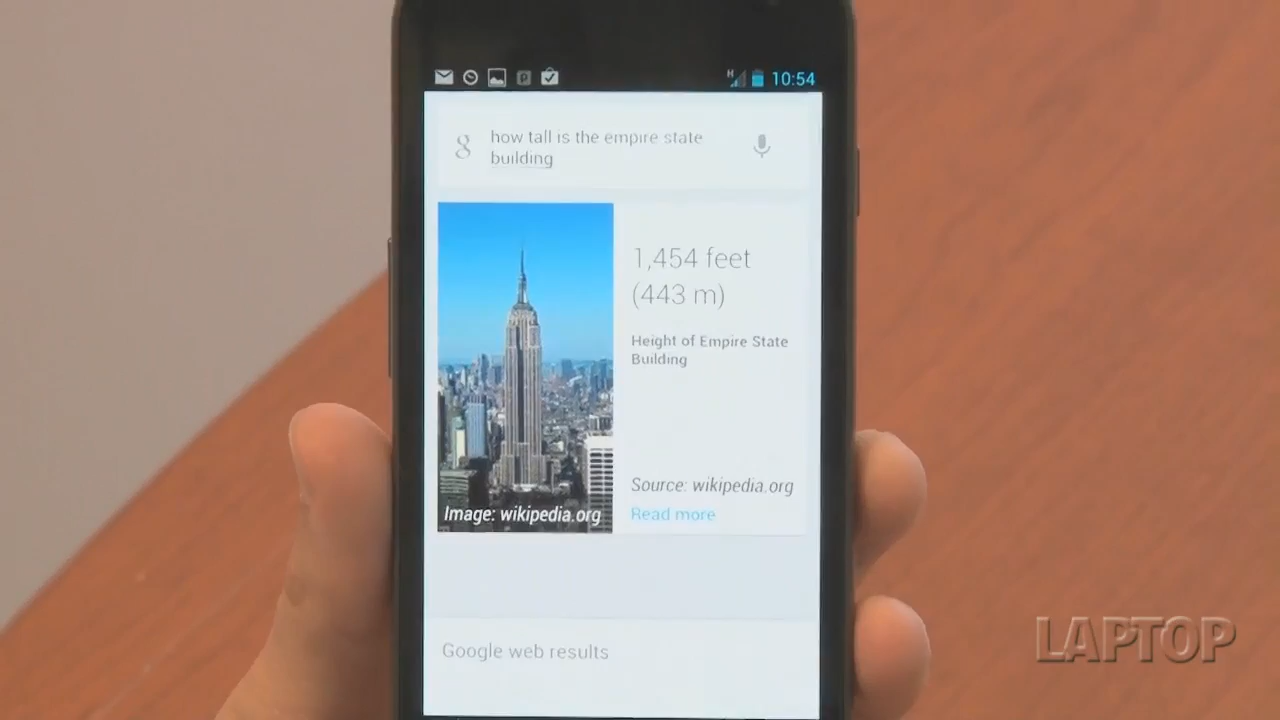 10:54
how tall is the empire state
building
1,454 feet
(443 m)
Height of Empire State
Building
Source: wikipedia.org
Image: wikipedia.org
Read more
Google web results
LAPTOP